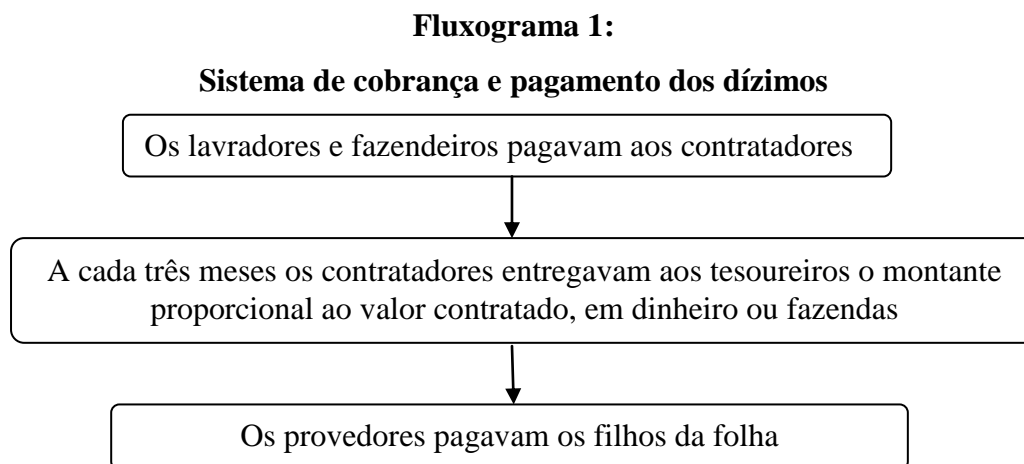 Fluxograma 1:
Sistema de cobrança e pagamento dos dízimos
Os lavradores e fazendeiros pagavam aos contratadores
A cada três meses os contratadores entregavam aos tesoureiros o montante
proporcional ao valor contratado, em dinheiro ou fazendas
Os provedores pagavam os filhos da folha